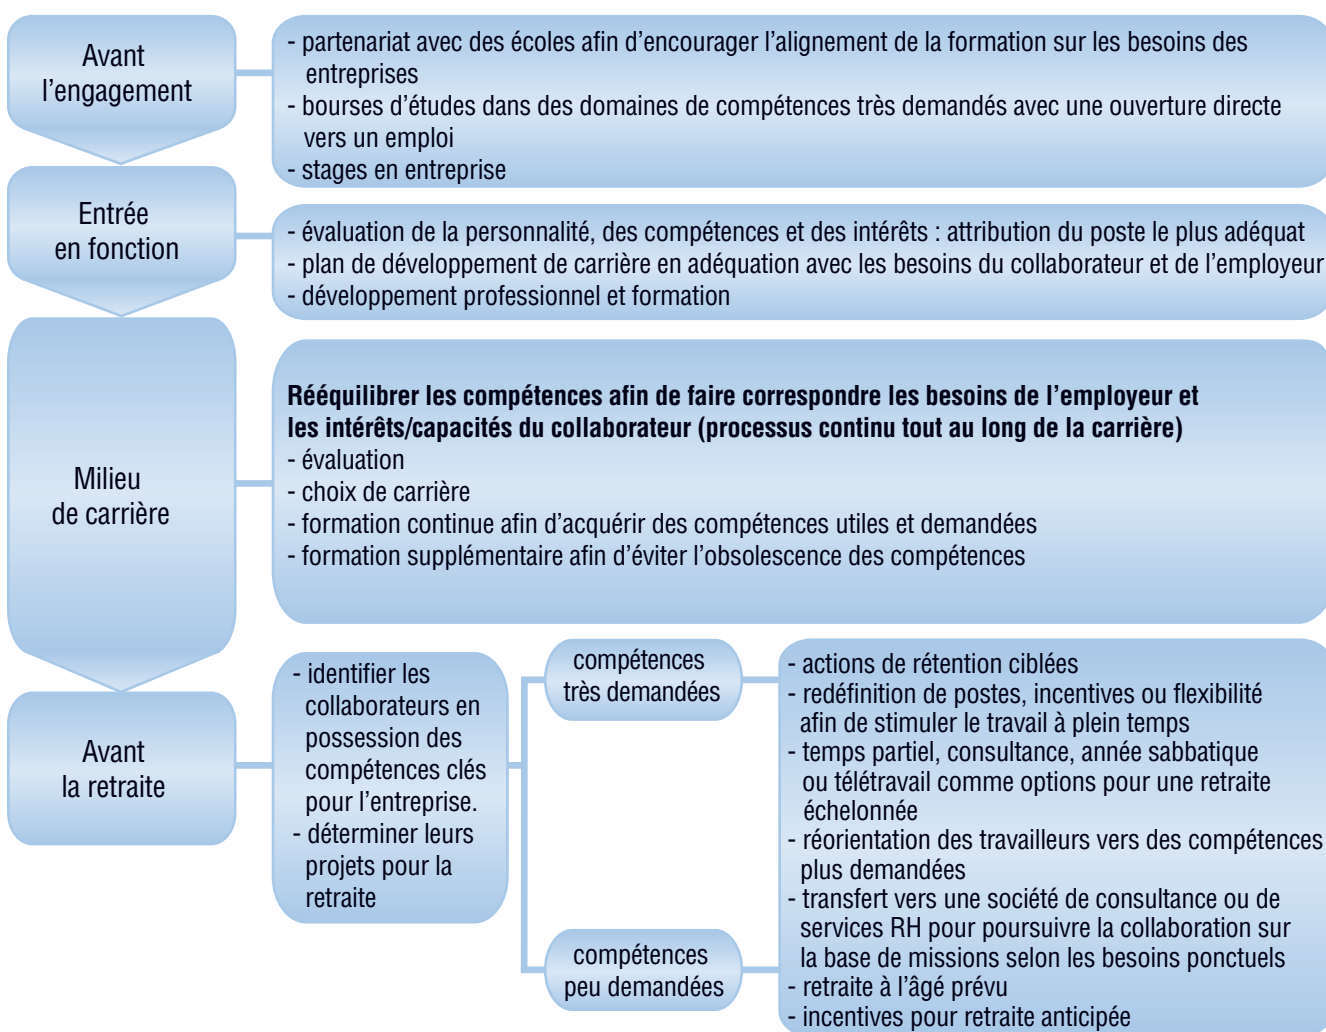 Avant
l’engagement
- partenariat avec des écoles afin d’encourager l’alignement de la formation sur les besoins des
entreprises
- bourses d’études dans des domaines de compétences très demandés avec une ouverture directe
vers un emploi
- stages en entreprise
Entrée
en fonction
- évaluation de la personnalité, des compétences et des intérêts : attribution du poste le plus adéquat
- plan de développement de carrière en adéquation avec les besoins du collaborateur et de l’employeur
- développement professionnel et formation
Milieu
de carrière
Rééquilibrer les compétences afin de faire correspondre les besoins de l’employeur et
les intérêts/capacités du collaborateur (processus continu tout au long de la carrière)
- évaluation
- choix de carrière
- formation continue afin d’acquérir des compétences utiles et demandées
- formation supplémentaire afin d’éviter l’obsolescence des compétences
Avant
la retraite
- identifier les
collaborateurs en
possession des
compétences clés
pour l’entreprise.
- déterminer leurs
projets pour la
retraite
compétences
très demandées
compétences
peu demandées
- actions de rétention ciblées
- redéfinition de postes, incentives ou flexibilité
afin de stimuler le travail à plein temps
- temps partiel, consultance, année sabbatique
ou télétravail comme options pour une retraite
échelonnée
- réorientation des travailleurs vers des compétences
plus demandées
- transfert vers une société de consultance ou de
services RH pour poursuivre la collaboration sur
la base de missions selon les besoins ponctuels
- retraite à l’âgé prévu
- incentives pour retraite anticipée